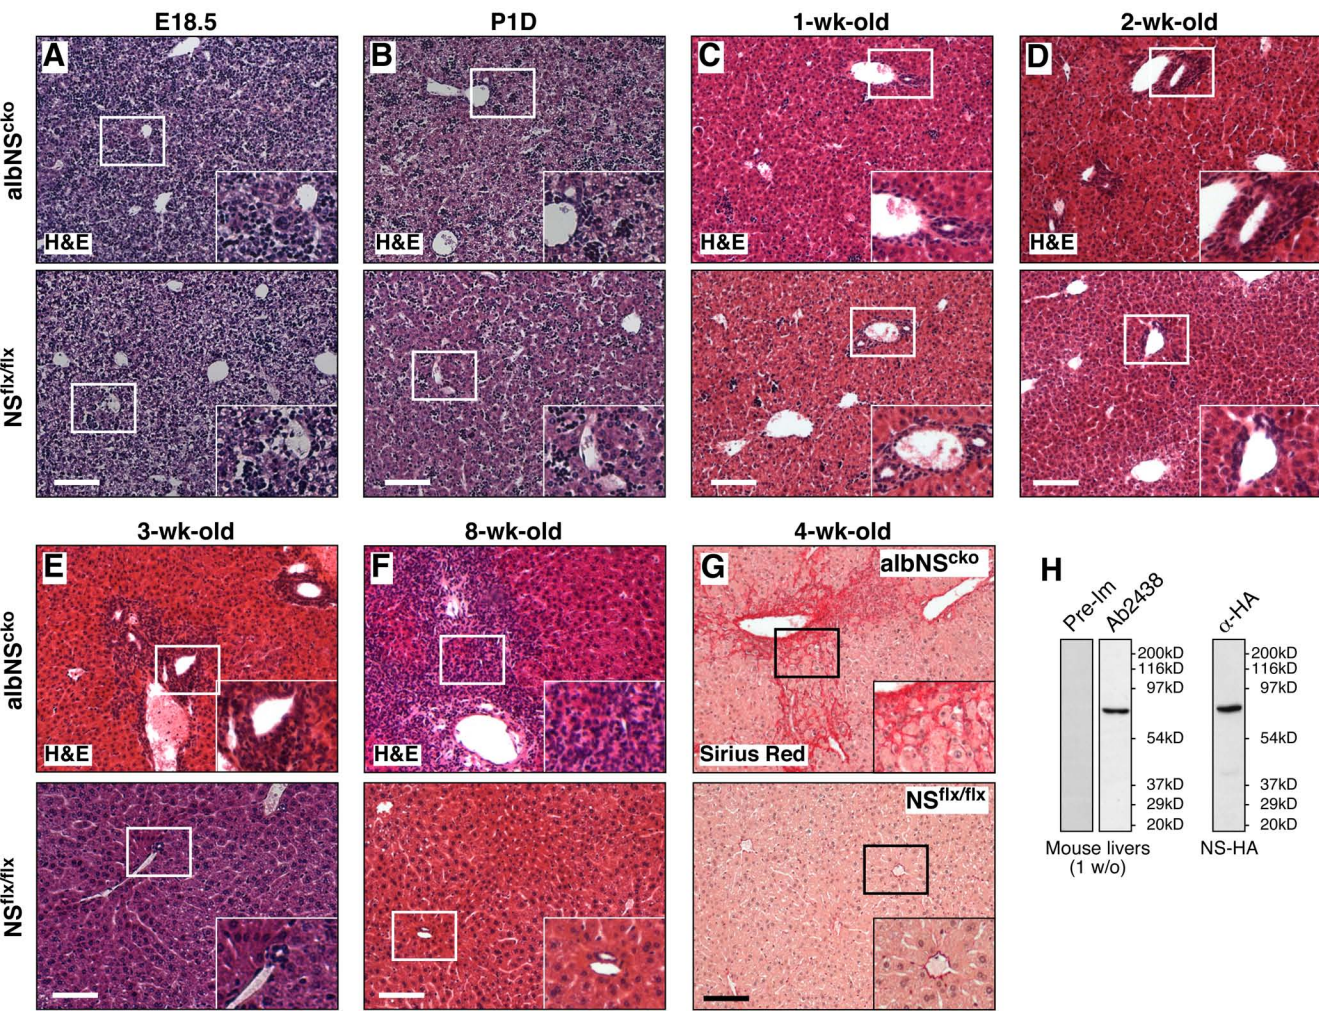 E18.5
P1D
1-wk-old
2-wk-old
albNScko
A
H&E
B
H&E
C
H&E
D
H&E
NSflx/flx
3-wk-old
8-wk-old
4-wk-old
albNScko
E
H&E
F
H&E
G
albNScko
Sirius Red
NSflx/flx
NSflx/flx
H
Pre-Im
Ab2438
α-HA
200kD
116kD
97kD
54kD
37kD
29kD
20kD
200kD
116kD
97kD
54kD
37kD
29kD
20kD
Mouse livers
(1 w/o)
NS-HA